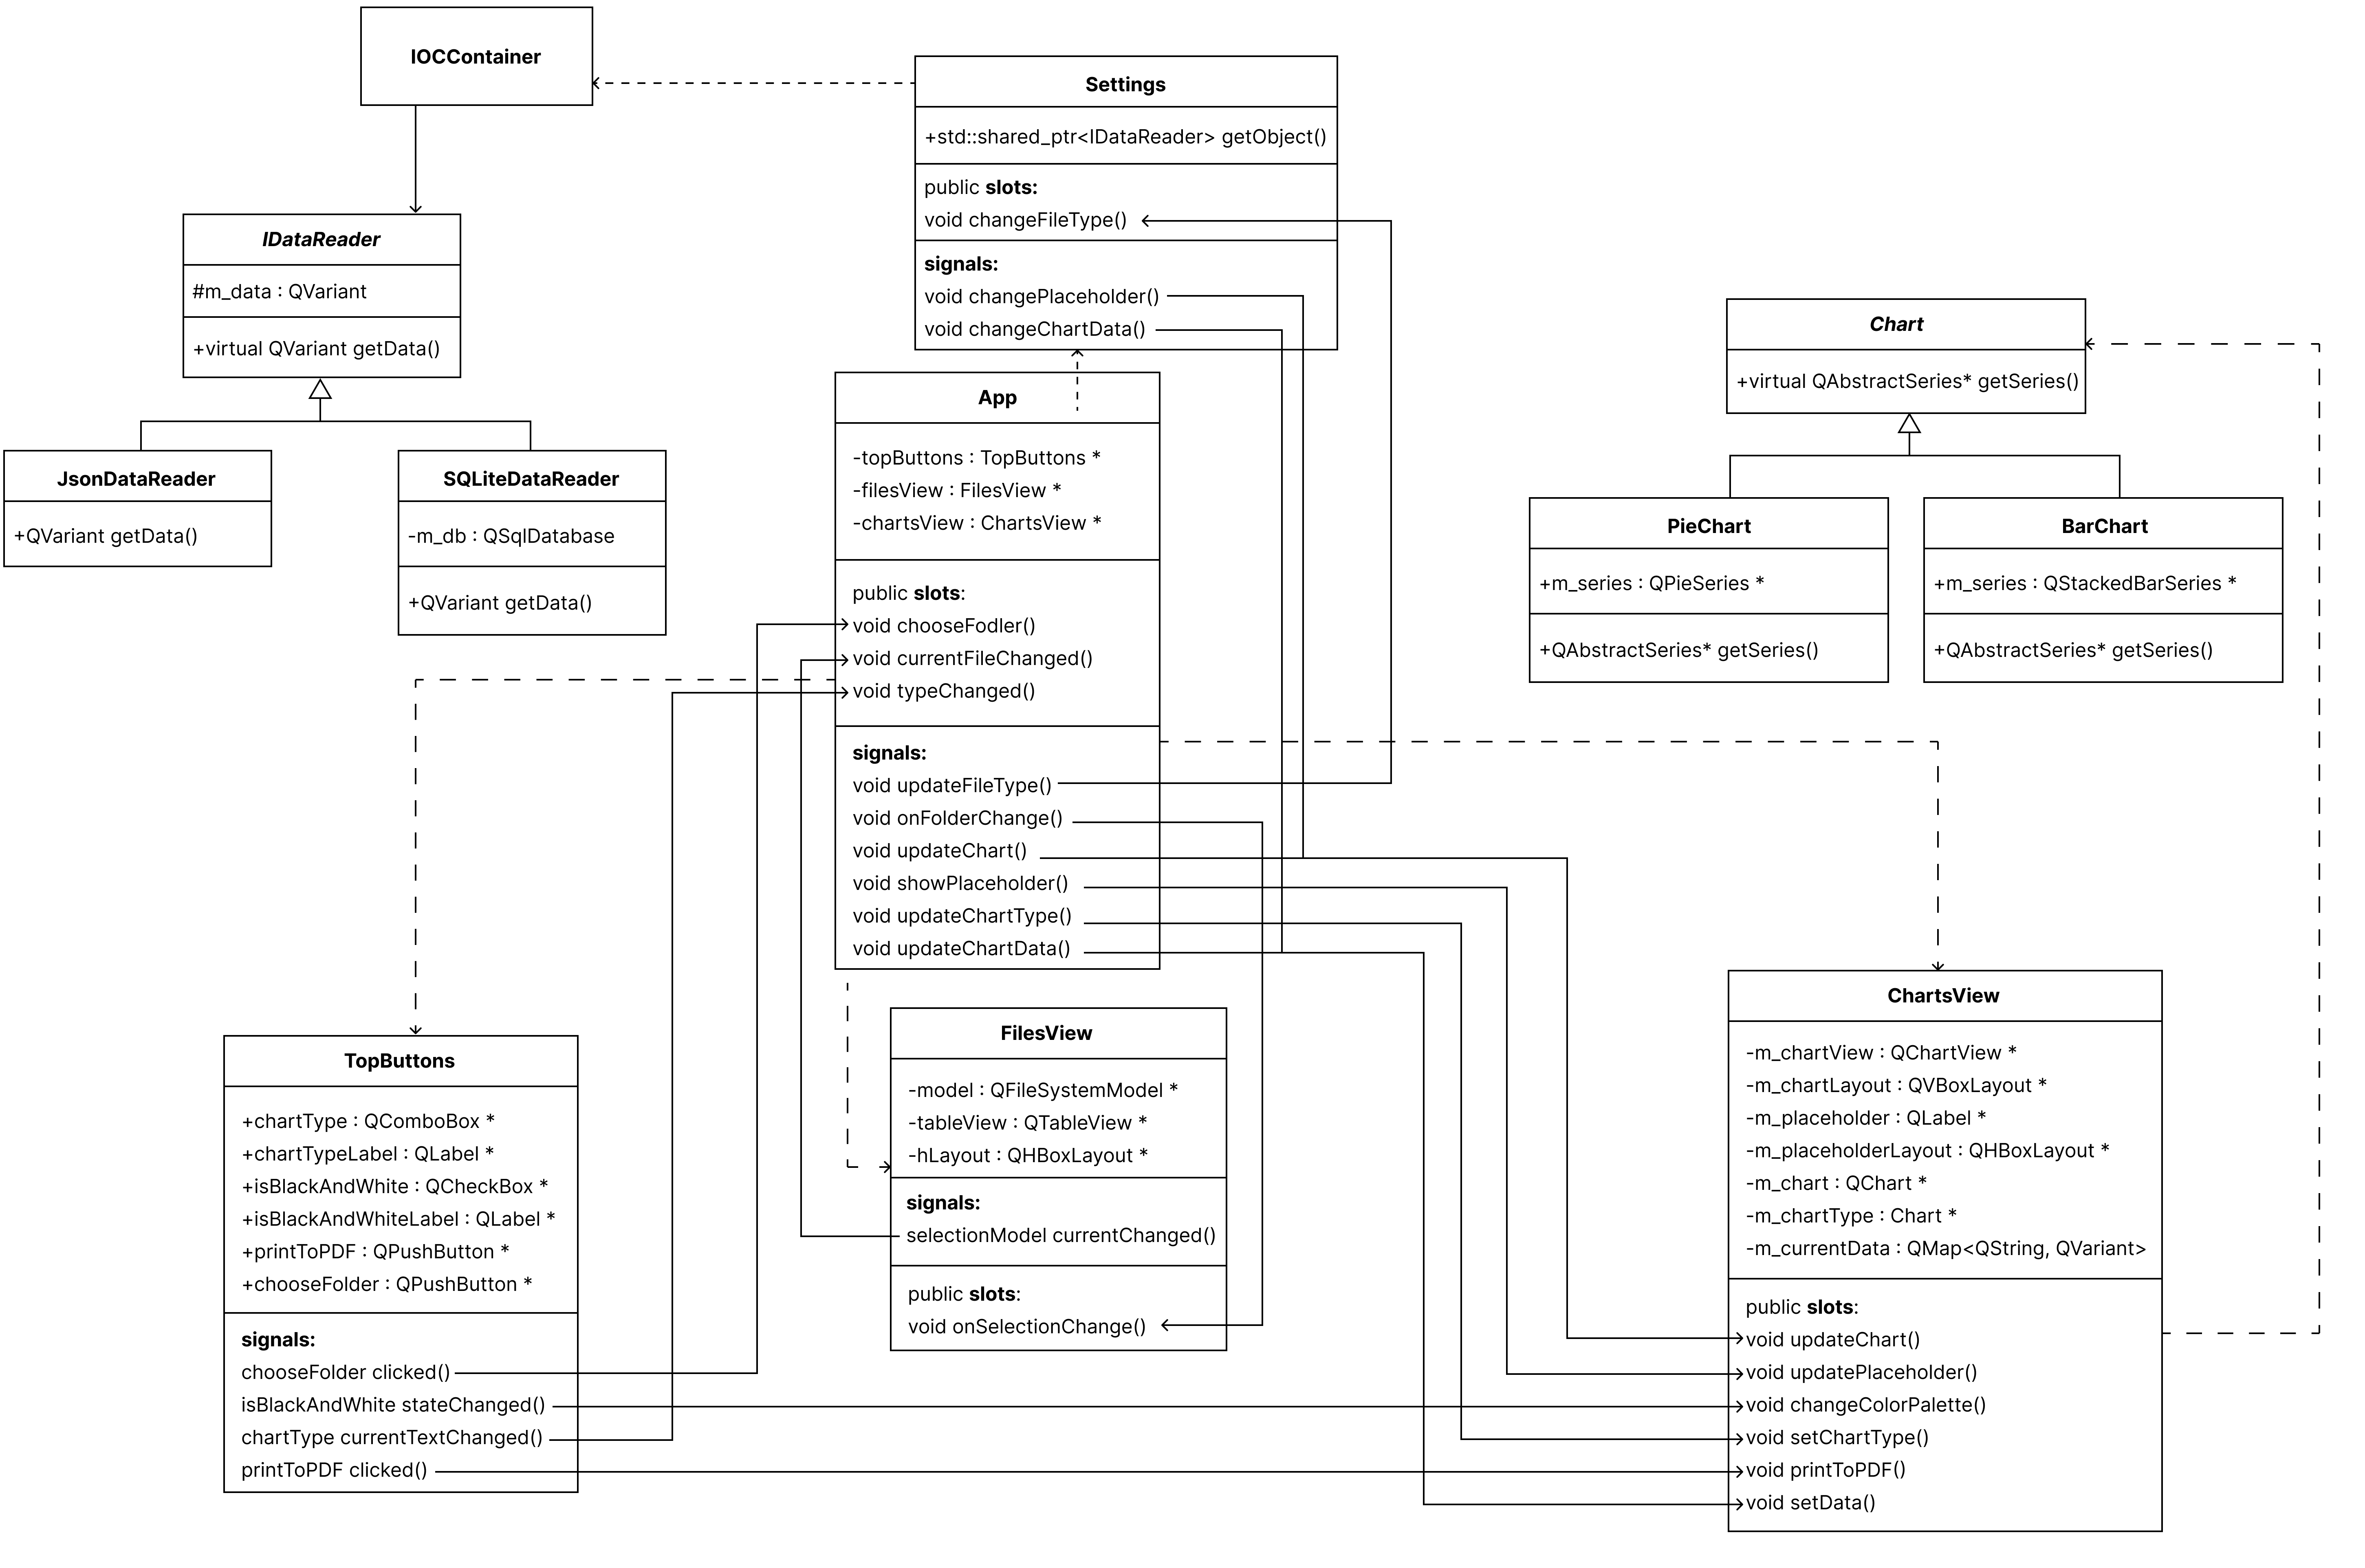 IOCContainer
Settings
+std::shared_ptr<IDataReader> getObject()
public slots:
void changeFileType()
signals:
void changePlaceholder()
void changeChartData()
IDataReader
#m_data : QVariant
+virtual QVariant getData()
JsonDataReader
+QVariant getData()
SQLiteDataReader
-m_db : QSqlDatabase
+QVariant getData()
App
-topButtons : TopButtons *
-filesView : FilesView *
-chartsView : ChartsView *
public slots:
void chooseFodler()
void currentFileChanged()
void typeChanged()
signals:
void updateFileType()
void onFolderChange()
void updateChart()
void showPlaceholder()
void updateChartType()
void updateChartData()
Chart
+virtual QAbstractSeries* getSeries()
PieChart
+m_series : QPieSeries *
+QAbstractSeries* getSeries()
BarChart
+m_series : QStackedBarSeries *
+QAbstractSeries* getSeries()
TopButtons
+chartType : QComboBox *
+chartTypeLabel : QLabel *
+isBlackAndWhite : QCheckBox *
+isBlackAndWhiteLabel : QLabel *
+printToPDF : QPushButton *
+chooseFolder : QPushButton *
signals:
chooseFolder clicked()
isBlackAndWhite stateChanged()
chartType currentTextChanged()
printToPDF clicked()
FilesView
-model : QFileSystemModel *
-tableView : QTableView *
-hLayout : QHBoxLayout *
signals:
selectionModel currentChanged()
public slots:
void onSelectionChange()
ChartsView
-m_chartView : QChartView *
-m_chartLayout : QVBoxLayout *
-m_placeholder : QLabel *
-m_placeholderLayout : QHBoxLayout *
-m_chart : QChart *
-m_chartType : Chart *
-m_currentData : QMap<QString, QVariant>
public slots:
void updateChart()
void updatePlaceholder()
void changeColorPalette()
void setChartType()
void printToPDF()
void setData()